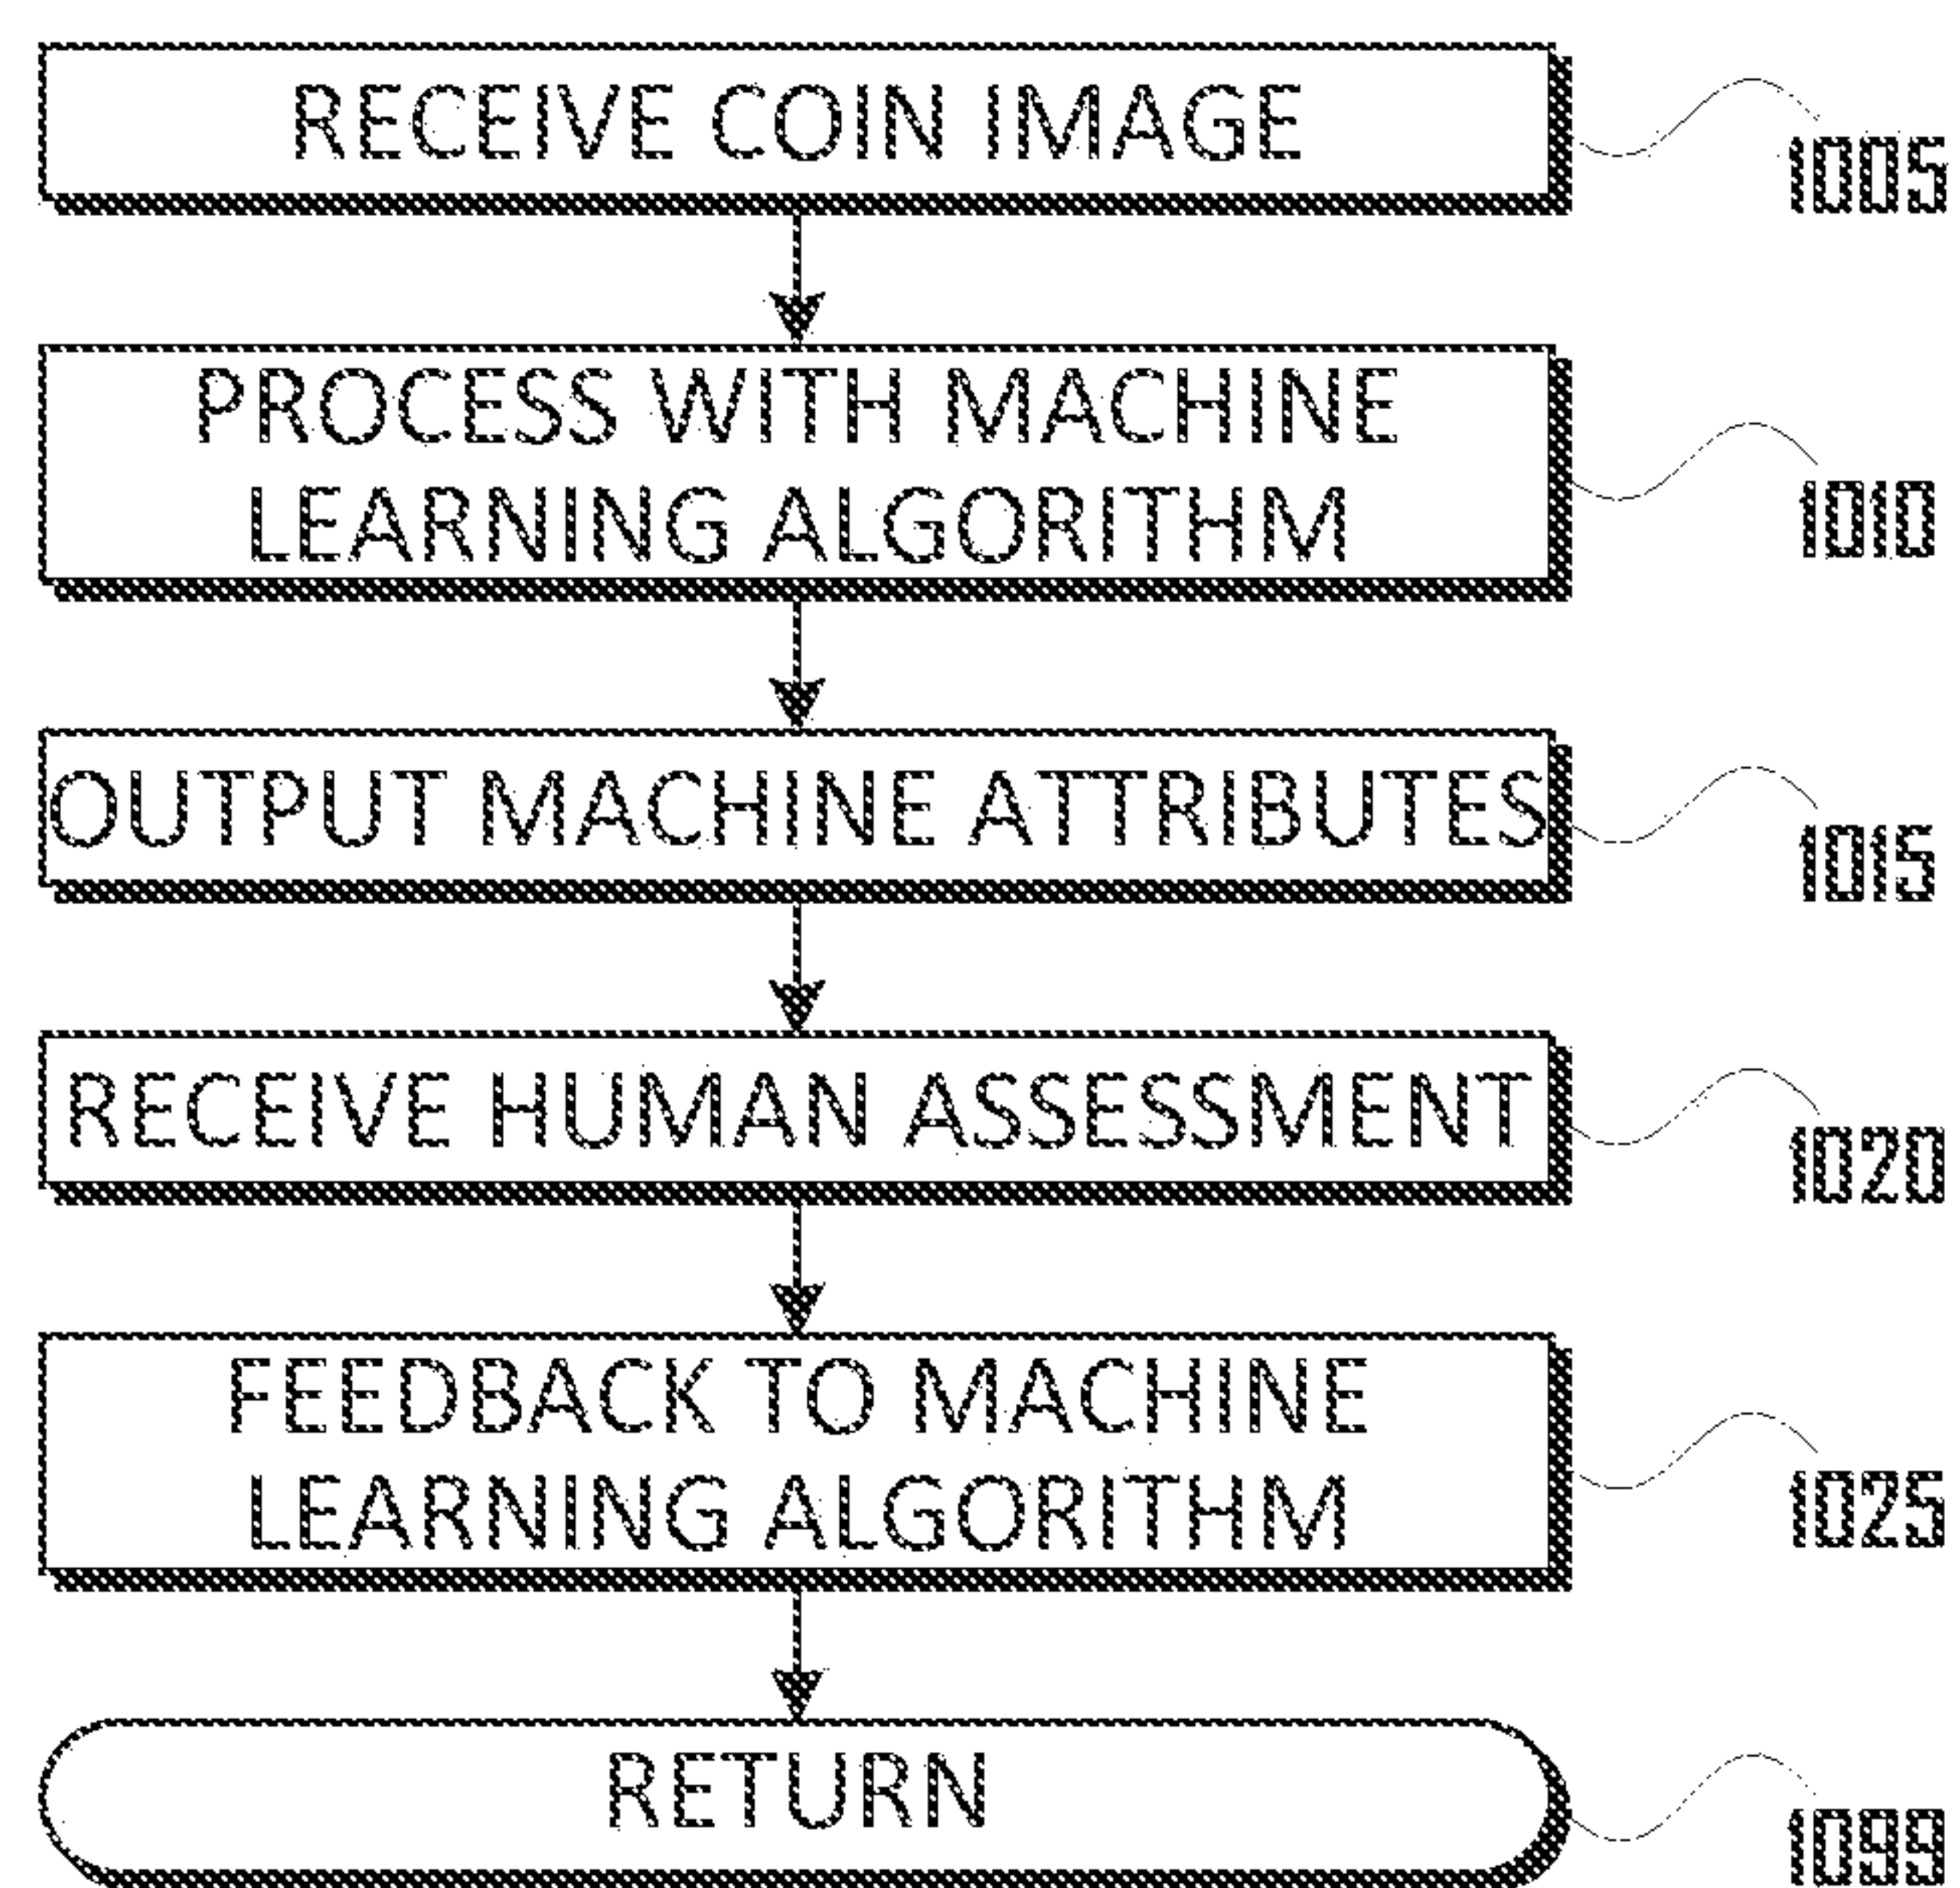 RECEIVE COIN IMAGE
1005
PROCESS WITH MACHINE
LEARNING ALGORITHM
1010
OUTPUT MACHINE ATTRIBUTES
1015
RECEIVE HUMAN ASSESSMENT
1020
FEEDBACK TO MACHINE
LEARNING ALGORITHM
1025
RETURN
1099